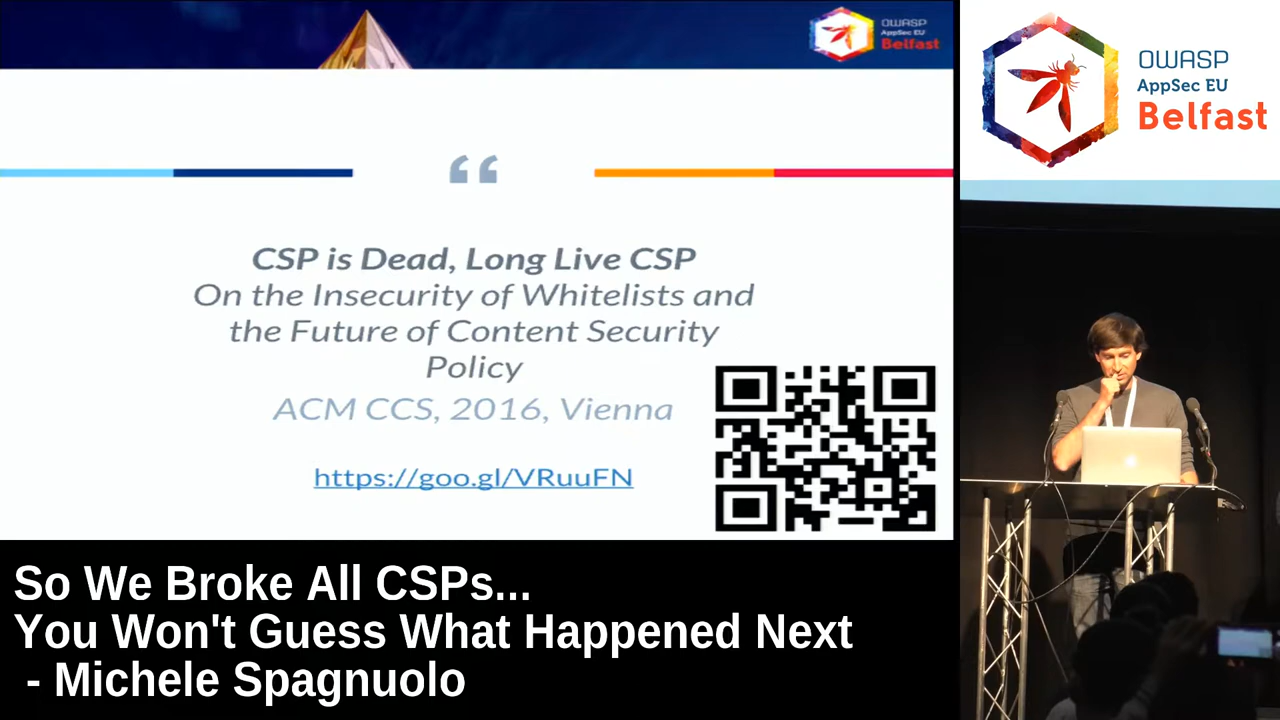 OWASP
AppSec EU
Belfast
OWASP
AppSec EU
Belfast
“
CSP is Dead, Long Live CSP
On the Insecurity of Whitelists and
the Future of Content Security
Policy
ACM CCS, 2016, Vienna
https://goo.gl/VRuuFN
So We Broke All CSPs...
You Won't Guess What Happened Next
- Michele Spagnuolo